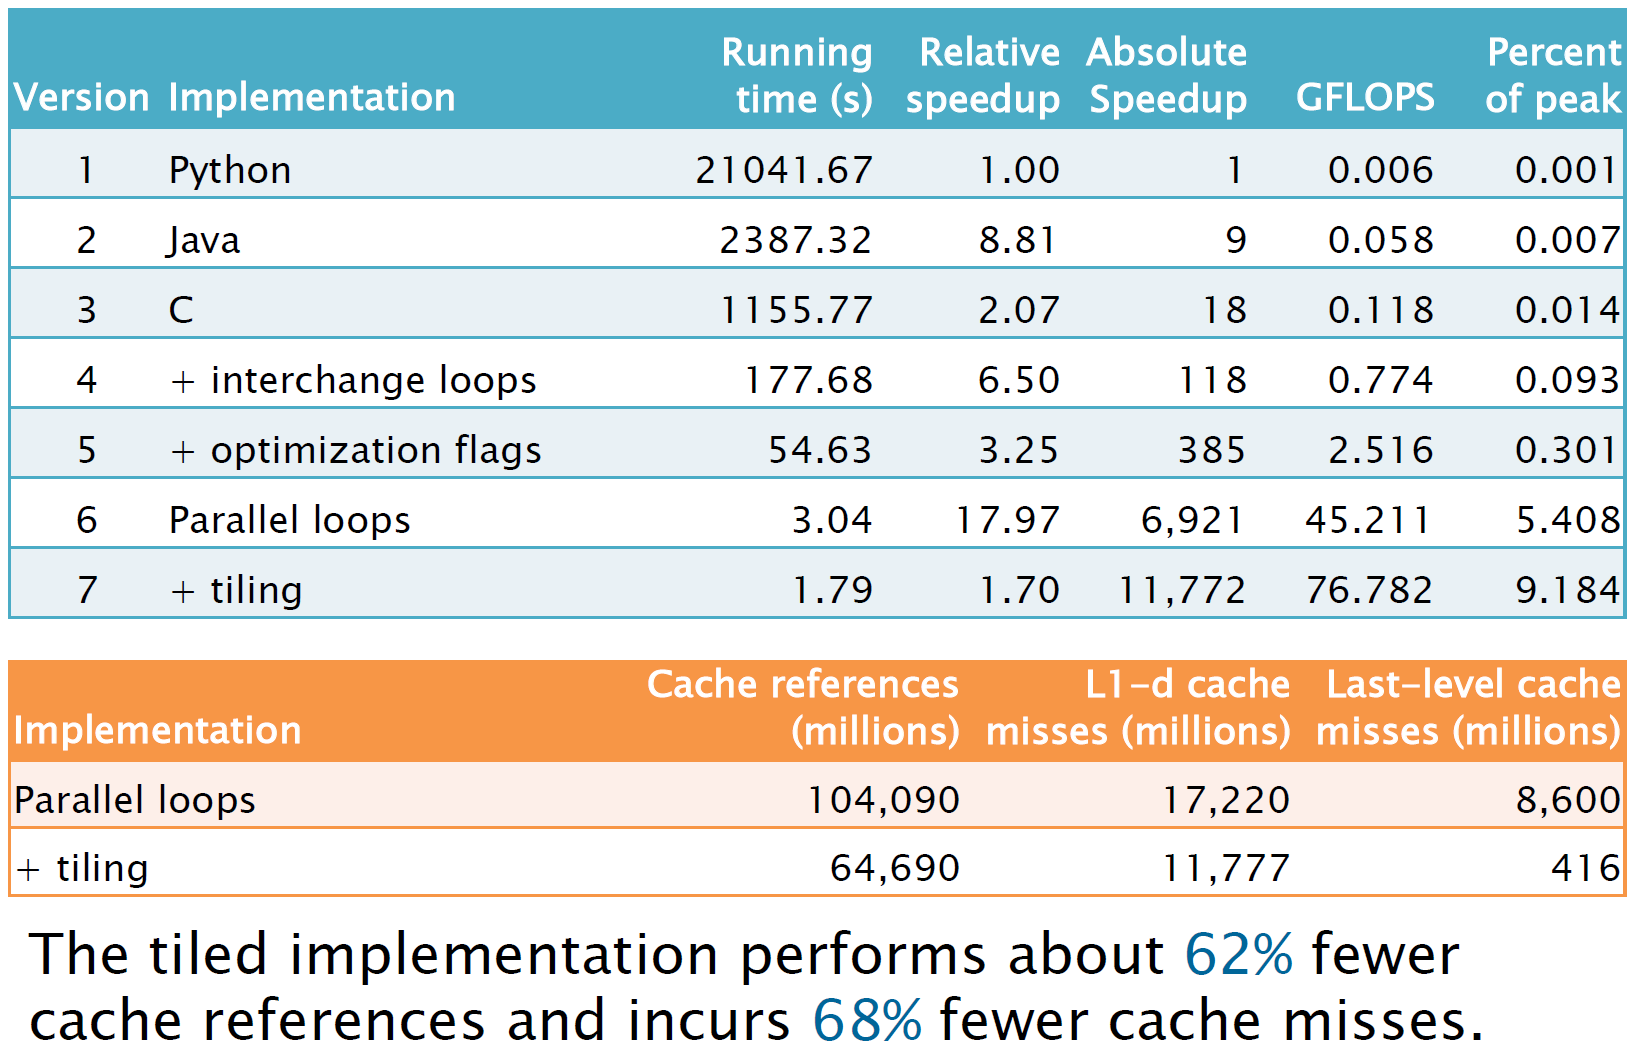 Version Implementation Running time (s) Relative speedup Absolute Speedup GFLOPS Percent of peak
1 Python 21041.67 1.00 1 0.006 0.001
2 Java 2387.32 8.81 9 0.058 0.007
3 C 1155.77 2.07 18 0.118 0.014
4 + interchange loops 177.68 6.50 118 0.774 0.093
5 + optimization flags 54.63 3.25 385 2.516 0.301
6 Parallel loops 3.04 17.97 6,921 45.211 5.408
7 + tiling 1.79 1.70 11,772 76.782 9.184
Implementation Cache references (millions) L1-d cache misses (millions) Last-level cache misses (millions)
Parallel loops 104,090 17,220 8,600
+ tiling 64,690 11,777 416
The tiled implementation performs about 62% fewer
cache references and incurs 68% fewer cache misses.